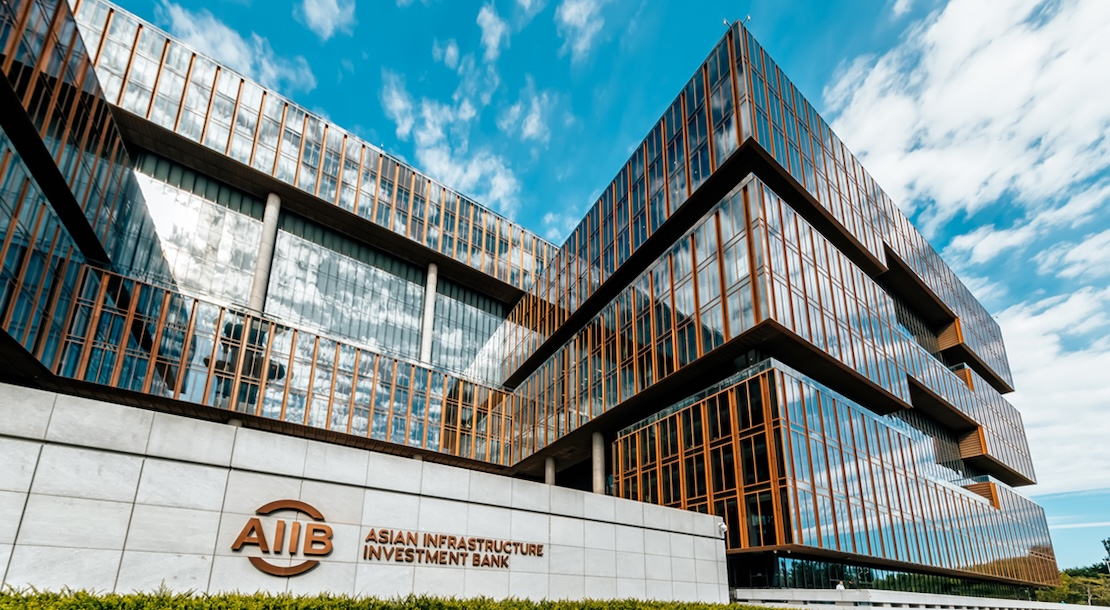 AIIB
ASIAN INFRASTRUCTURE
INVESTMENT BANK